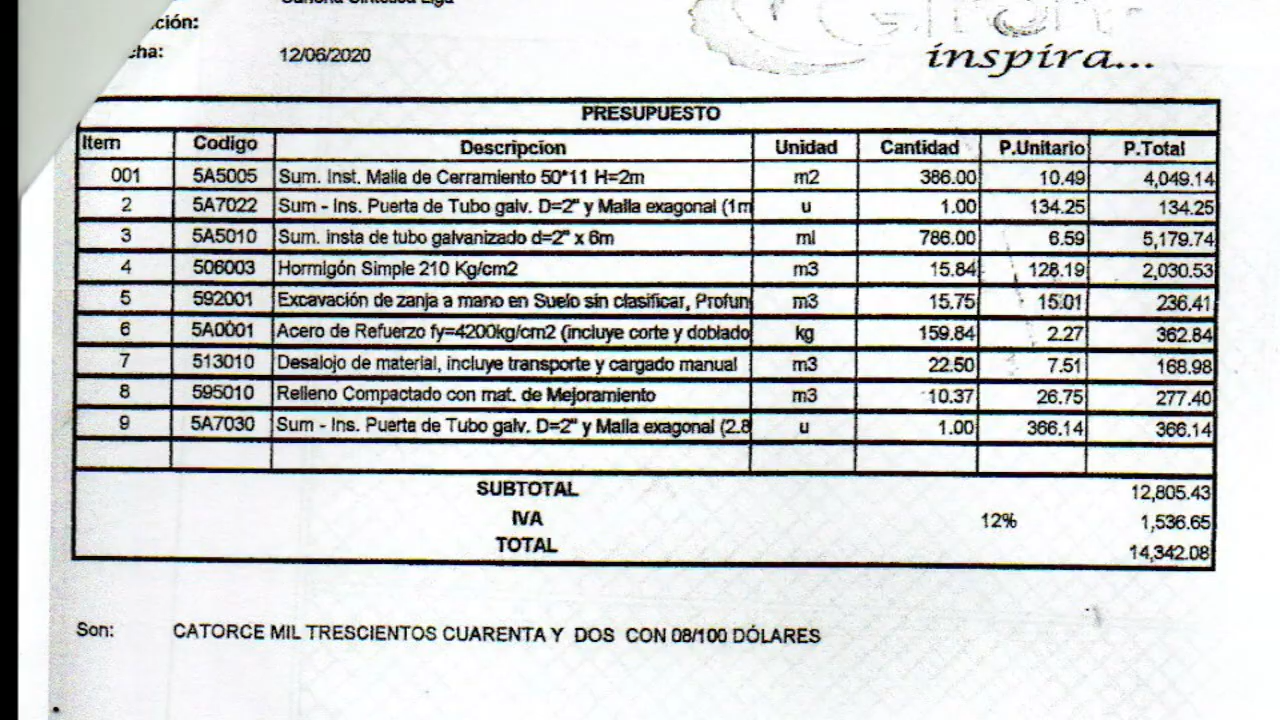 ción:
cha:
12/06/2020
inspira...
PRESUPUESTO
Item Codigo Descripcion Unidad Cantidad P.Unitario P.Total
001 5A5005 Sum. Inst. Malla de Cerramiento 50*11 H=2m m2 386.00 10.49 4,049.14
2 5A7022 Sum - Ins. Puerta de Tubo galv. D=2" y Malla exagonal (1m u 1.00 134.25 134.25
3 5A5010 Sum. insta de tubo galvanizado d=2" x 6m ml 786.00 6.59 5,179.74
4 506003 Hormigón Simple 210 Kg/cm2 m3 15.84 128.19 2,030.53
5 592001 Excavación de zanja a mano en Suelo sin clasificar, Profun m3 15.75 15.01 236.41
6 5A0001 Acero de Refuerzo fy=4200kg/cm2 (incluye corte y doblado kg 159.84 2.27 362.84
7 513010 Desalojo de material, incluye transporte y cargado manual m3 22.50 7.51 168.98
8 595010 Relleno Compactado con mat. de Mejoramiento m3 10.37 26.75 277.40
9 5A7030 Sum - Ins. Puerta de Tubo galv. D=2" y Malla exagonal (2.8 u 1.00 366.14 366.14
SUBTOTAL 12,805.43
IVA 12% 1,536.65
TOTAL 14,342.08
Son: CATORCE MIL TRESCIENTOS CUARENTA Y DOS CON 08/100 DÓLARES